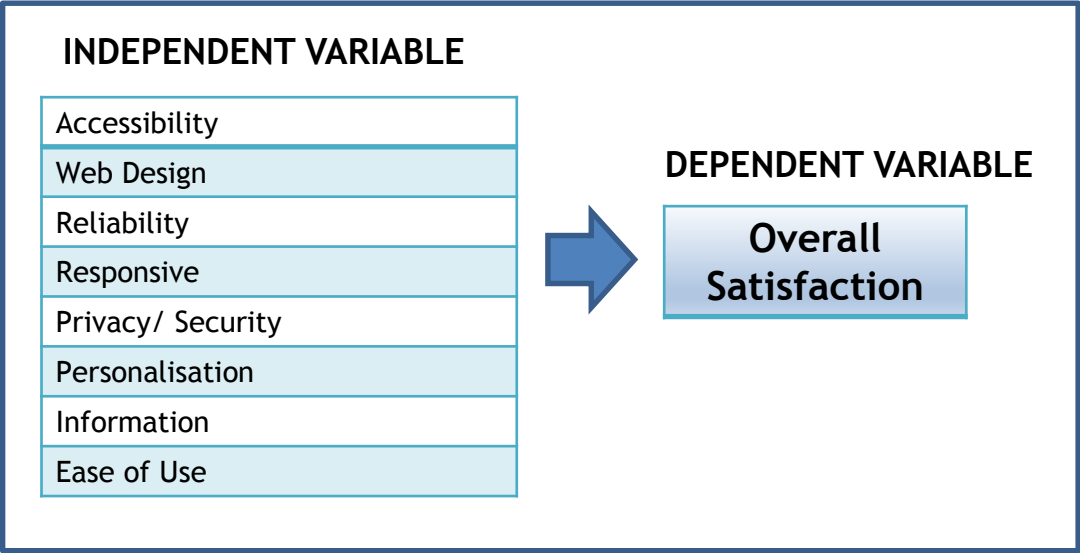 INDEPENDENT VARIABLE
Accessibility
Web Design
Reliability
Responsive
Privacy/ Security
Personalisation
Information
Ease of Use
DEPENDENT VARIABLE
Overall
Satisfaction